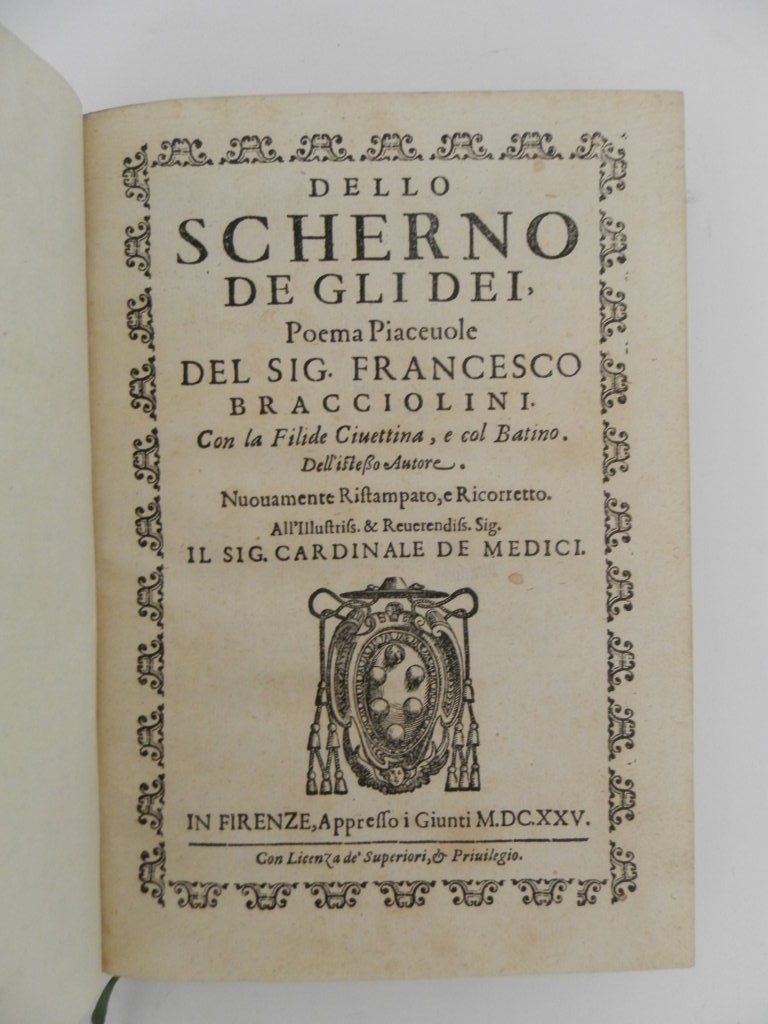 DELLO
SCHERNO
DE GLI DEI,
Poema Piaceuole
DEL SIG. FRANCESCO
BRACCIOLINI.
Con la Filide Ciuettina, e col Batino.
Dell'isteßo Autore.
Nuouamente Riſtampato, e Ricorretto.
All'Illuſtriſs. & Reuerendiſs. Sig.
IL SIG. CARDINALE DE MEDICI.
IN FIRENZE, Appreſſo i Giunti M.DC.XXV.
Con Licenza de' Superiori, & Priuilegio.